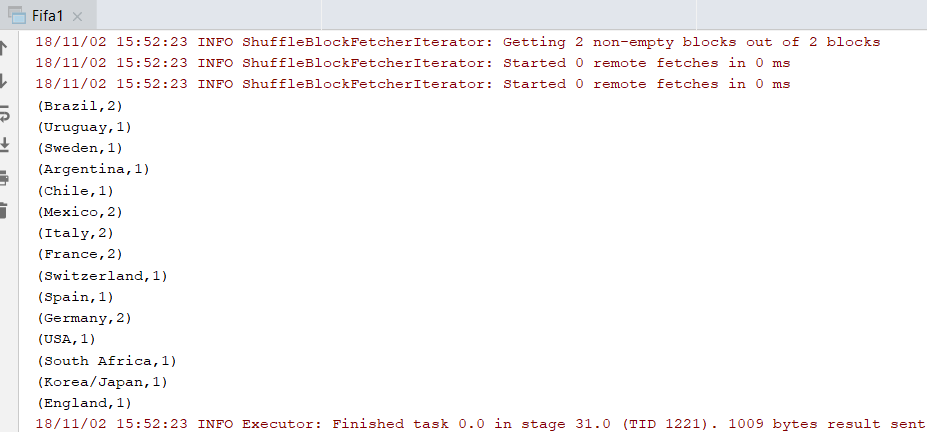 Fifa1
18/11/02 15:52:23 INFO ShuffleBlockFetcherIterator: Getting 2 non-empty blocks out of 2 blocks
18/11/02 15:52:23 INFO ShuffleBlockFetcherIterator: Started 0 remote fetches in 0 ms
18/11/02 15:52:23 INFO ShuffleBlockFetcherIterator: Started 0 remote fetches in 0 ms
(Brazil,2)
(Uruguay,1)
(Sweden,1)
(Argentina,1)
(Chile,1)
(Mexico,2)
(Italy,2)
(France,2)
(Switzerland,1)
(Spain,1)
(Germany,2)
(USA,1)
(South Africa,1)
(Korea/Japan,1)
(England,1)
18/11/02 15:52:23 INFO Executor: Finished task 0.0 in stage 31.0 (TID 1221). 1009 bytes result sent